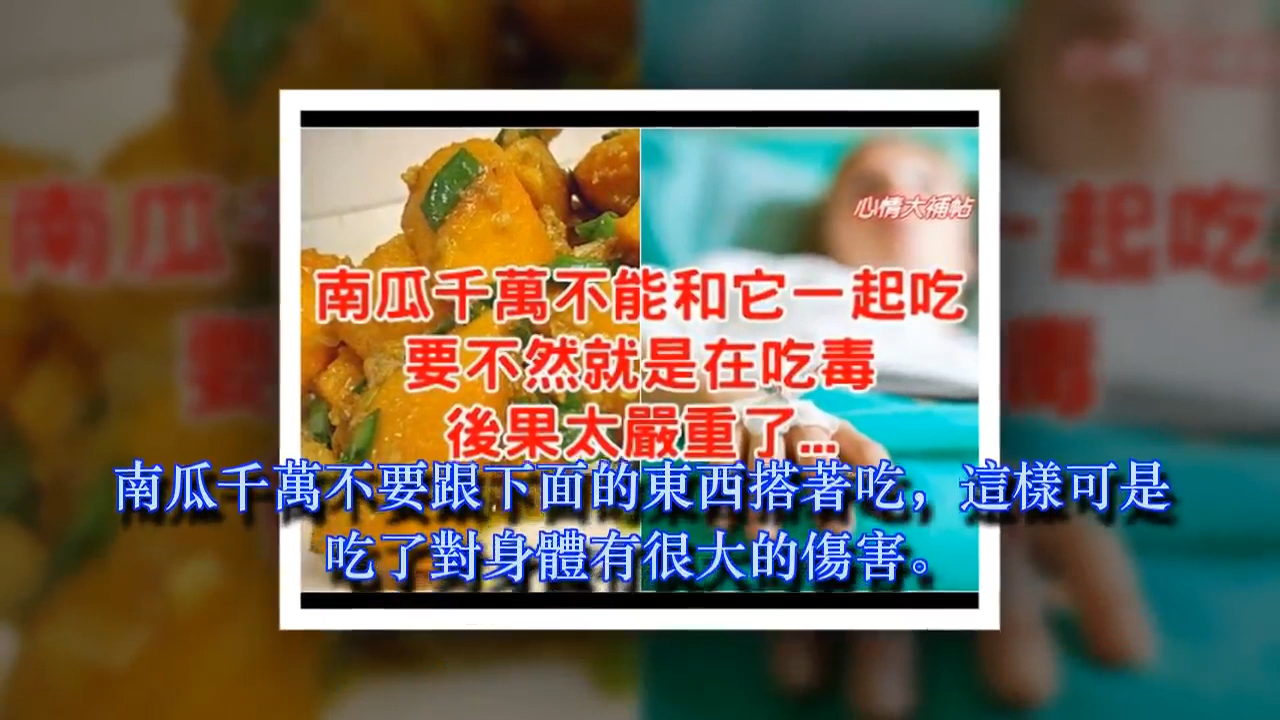 心情大補帖
南瓜千萬不能和它一起吃
要不然就是在吃毒
後果太嚴重了...
南瓜千萬不要跟下面的東西搭著吃，這樣可是
吃了對身體有很大的傷害。